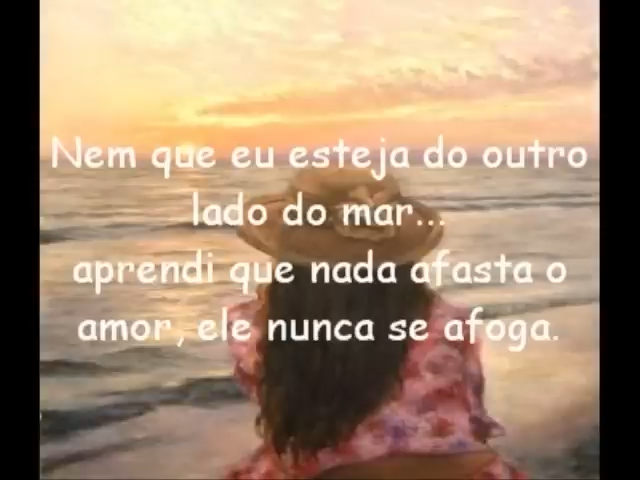 Nem que eu esteja do outro
lado do mar...
aprendi que nada afasta o
amor, ele nunca se afoga.